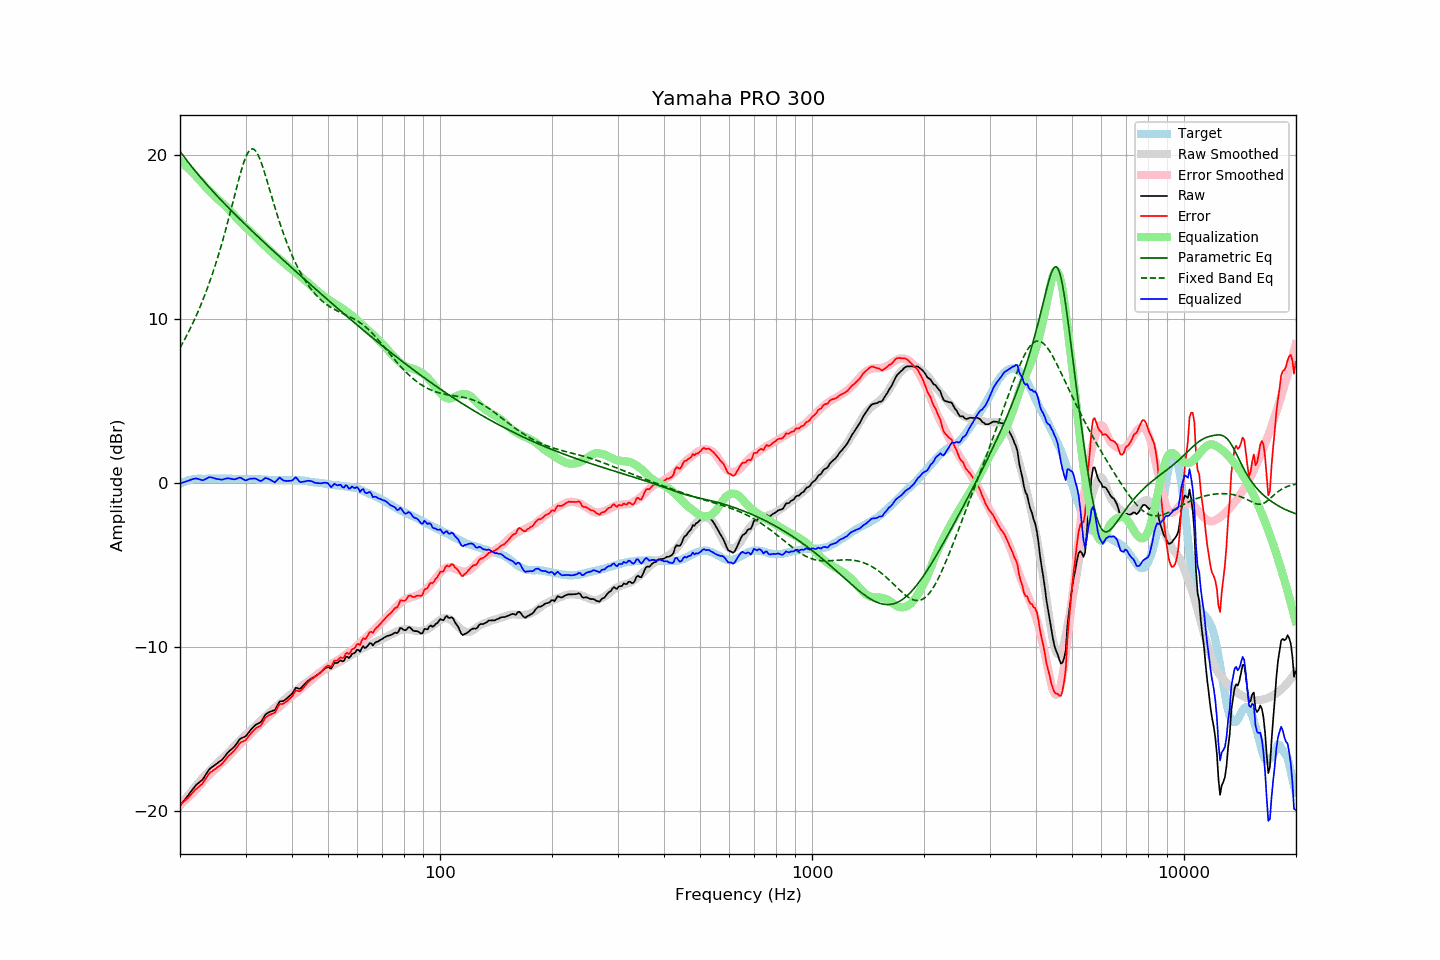 Yamaha PRO 300
Target
Raw Smoothed
Error Smoothed
Raw
Error
Equalization
Parametric Eq
Fixed Band Eq
Equalized
20
10
0
−10
−20
Amplitude (dBr)
100
1000
10000
Frequency (Hz)